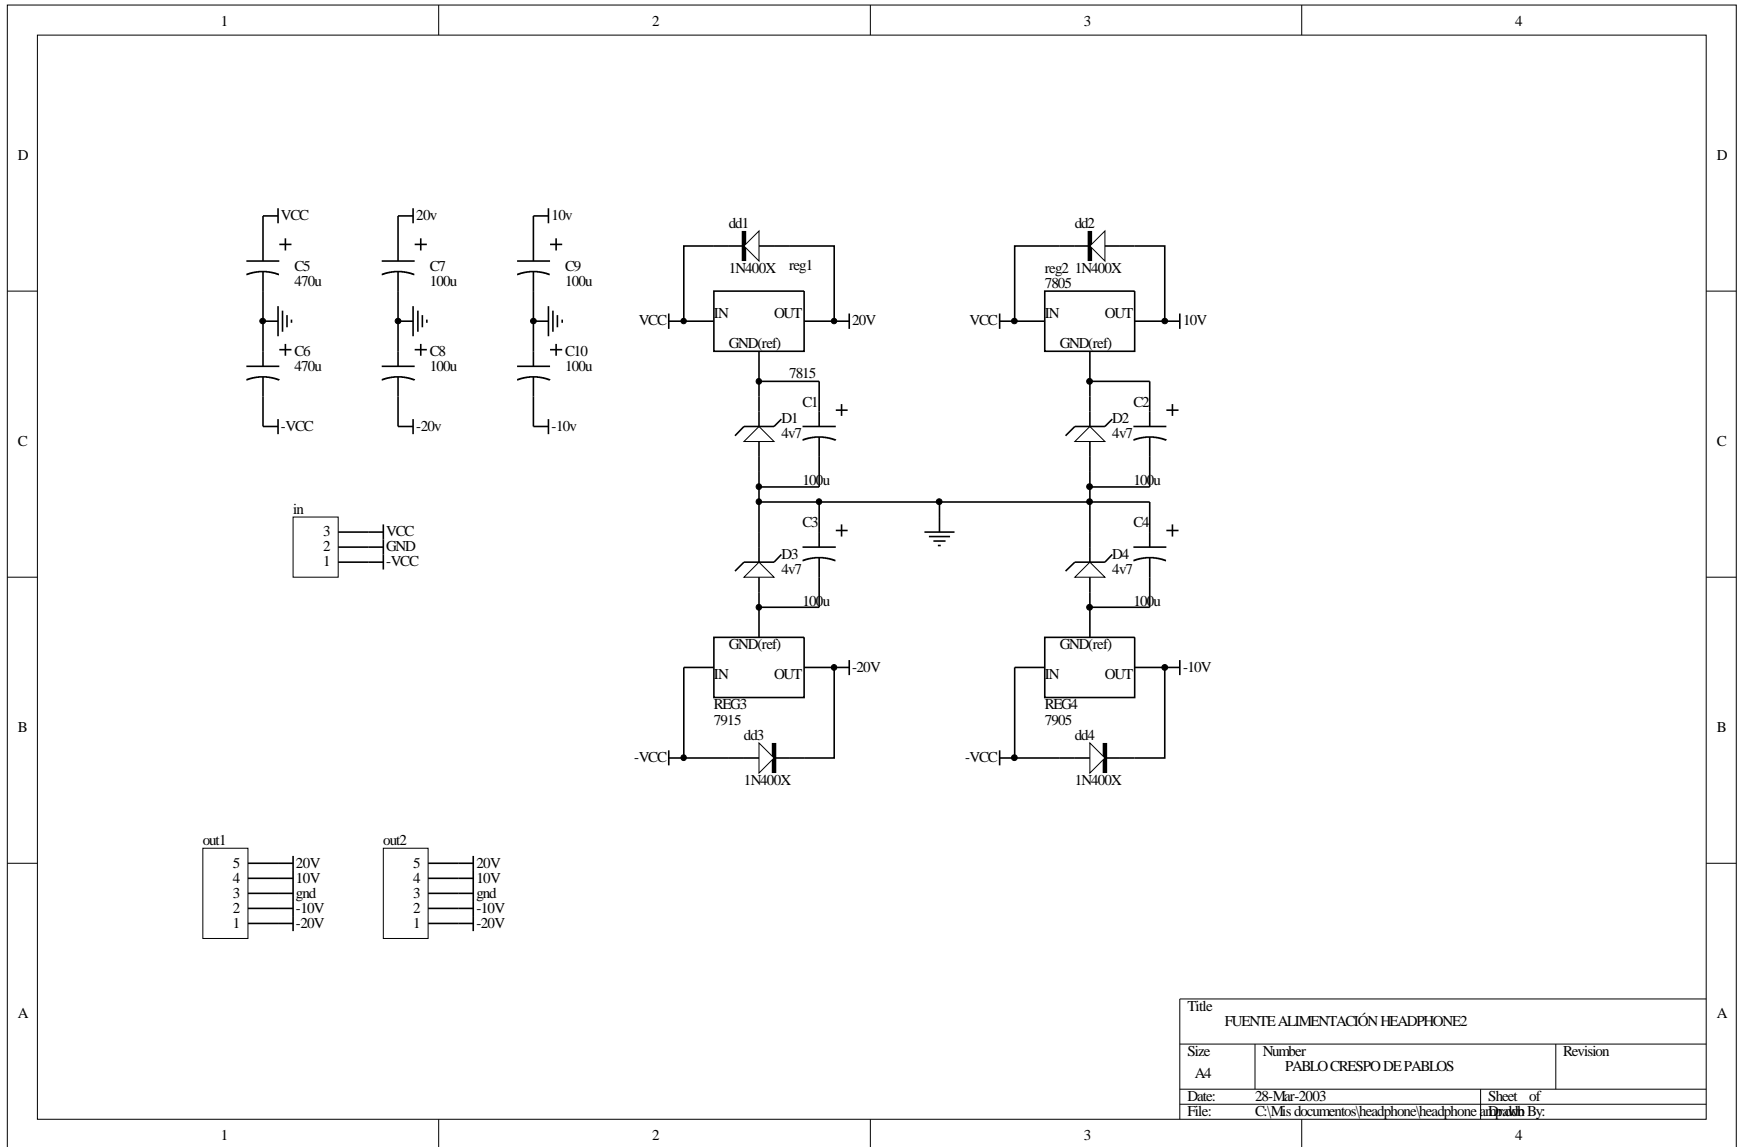 1 2 3 4
D D
VCC 20v 10v
C5
470u
C7
100u
C9
100u
C6
470u
C8
100u
C10
100u
-VCC -20v -10v
dd1
1N400X reg1
VCC IN OUT 20V
GND(ref)
7815
dd2
reg2 1N400X
7805
VCC IN OUT 10V
GND(ref)
C C
C1
D1
4v7
100u
C2
D2
4v7
100u
in
3 VCC
2 GND
1 -VCC
C3
D3
4v7
100u
C4
D4
4v7
100u
GND(ref)
IN OUT -20V
REG3
7915
dd3
-VCC
1N400X
GND(ref)
IN OUT -10V
REG4
7905
dd4
-VCC
1N400X
B B
out1
5 20V
4 10V
3 gnd
2 -10V
1 -20V
out2
5 20V
4 10V
3 gnd
2 -10V
1 -20V
A A
Title
FUENTE ALIMENTACIÓN HEADPHONE2
Size Number Revision
A4 PABLO CRESPO DE PABLOS
Date: 28-Mar-2003 Sheet of
File: C:\Mis documentos\headphone\headphone By:
1 2 3 4